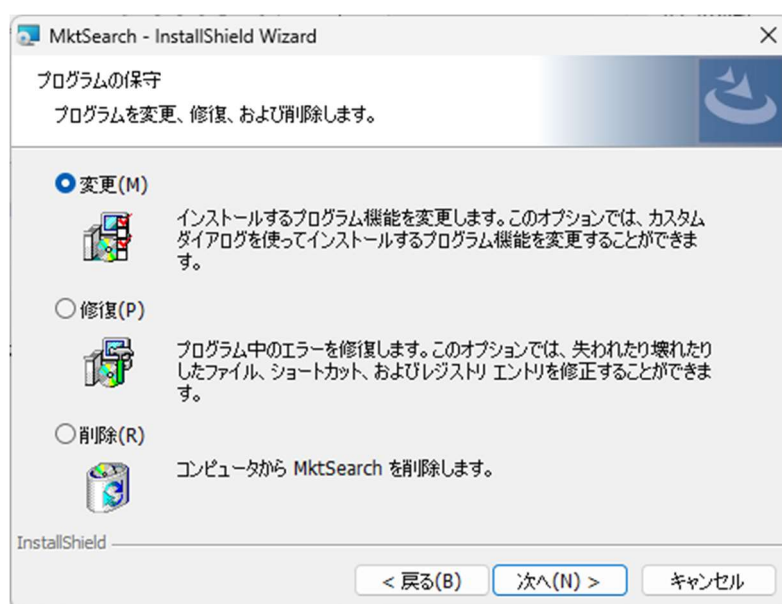 MktSearch - InstallShield Wizard
プログラムの保守
プログラムを変更、修復、および削除します。
変更(M)
インストールするプログラム機能を変更します。このオプションでは、カスタム
ダイアログを使ってインストールするプログラム機能を変更することができま
す。
修復(P)
プログラム中のエラーを修復します。このオプションでは、失われたり壊れたり
したファイル、ショートカット、およびレジストリ エントリを修正することができま
す。
削除(R)
コンピュータから MktSearch を削除します。
InstallShield
< 戻る(B)
次へ(N) >
キャンセル